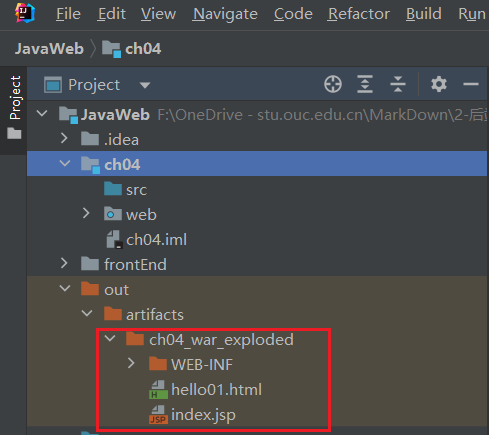 File Edit View Navigate Code Refactor Build Run
JavaWeb ch04
Project
Project
JavaWeb F:\OneDrive - stu.ouc.edu.cn\MarkDown\2-后
.idea
ch04
src
web
ch04.iml
frontEnd
out
artifacts
ch04_war_exploded
WEB-INF
hello01.html
index.jsp